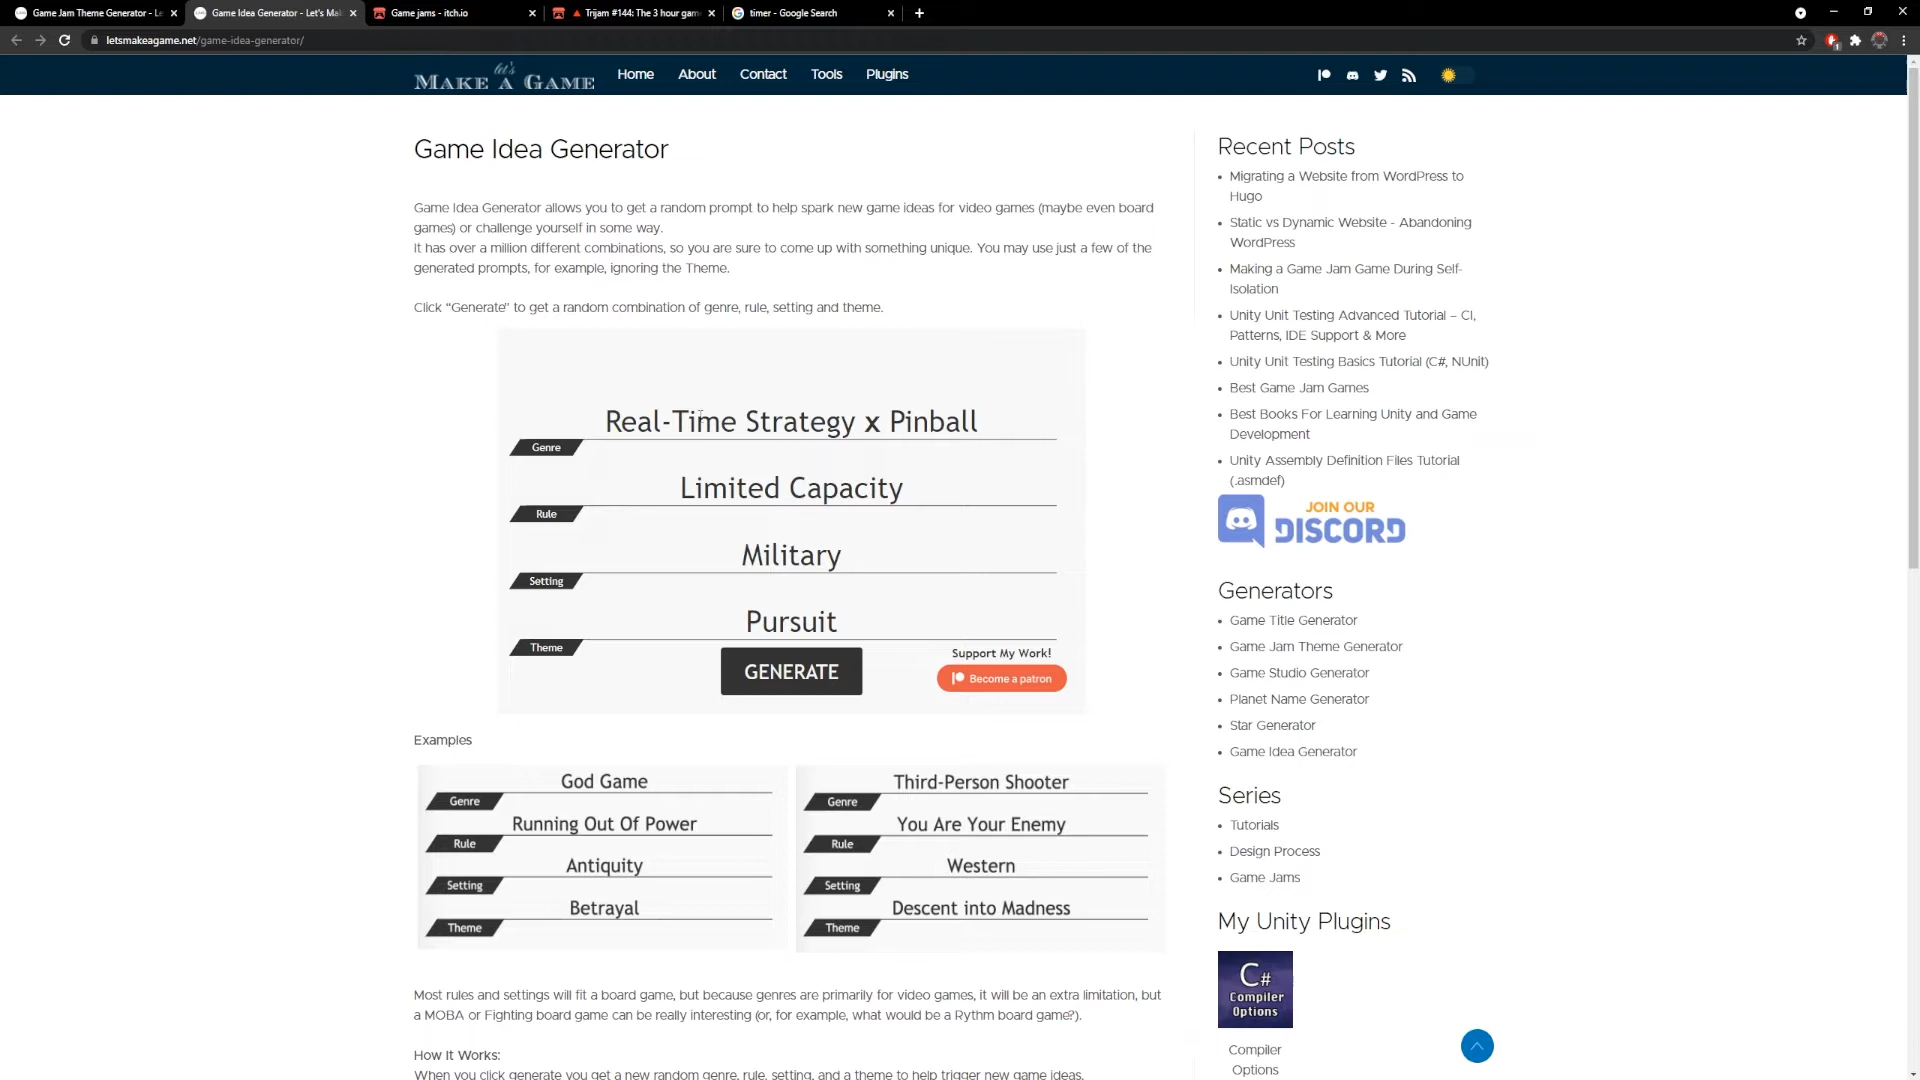 Game Jam Theme Generator - Le
Game Idea Generator - Let's Mak
Game jams - itch.io
Trijam #144: The 3 hour gam
timer - Google Search
letsmakeagame.net/game-idea-generator/
let's
MAKE A GAME
Home
About
Contact
Tools
Plugins
Game Idea Generator
Game Idea Generator allows you to get a random prompt to help spark new game ideas for video games (maybe even board
games) or challenge yourself in some way.
It has over a million different combinations, so you are sure to come up with something unique. You may use just a few of the
generated prompts, for example, ignoring the Theme.
Click “Generate” to get a random combination of genre, rule, setting and theme.
Real-Time Strategy x Pinball
Genre
Limited Capacity
Rule
Military
Setting
Pursuit
Theme
GENERATE
Support My Work!
Become a patron
Examples
God Game
Genre
Running Out Of Power
Rule
Antiquity
Setting
Betrayal
Theme
Third-Person Shooter
Genre
You Are Your Enemy
Rule
Western
Setting
Descent into Madness
Theme
Most rules and settings will fit a board game, but because genres are primarily for video games, it will be an extra limitation, but
a MOBA or Fighting board game can be really interesting (or, for example, what would be a Rythm board game?).
How It Works:
When you click generate you get a new random genre, rule, setting, and a theme to help trigger new game ideas.
Recent Posts
Migrating a Website from WordPress to
Hugo
Static vs Dynamic Website - Abandoning
WordPress
Making a Game Jam Game During Self-
Isolation
Unity Unit Testing Advanced Tutorial – CI,
Patterns, IDE Support & More
Unity Unit Testing Basics Tutorial (C#, NUnit)
Best Game Jam Games
Best Books For Learning Unity and Game
Development
Unity Assembly Definition Files Tutorial
(.asmdef)
JOIN OUR
DISCORD
Generators
Game Title Generator
Game Jam Theme Generator
Game Studio Generator
Planet Name Generator
Star Generator
Game Idea Generator
Series
Tutorials
Design Process
Game Jams
My Unity Plugins
C#
Compiler
Options
Compiler
Options